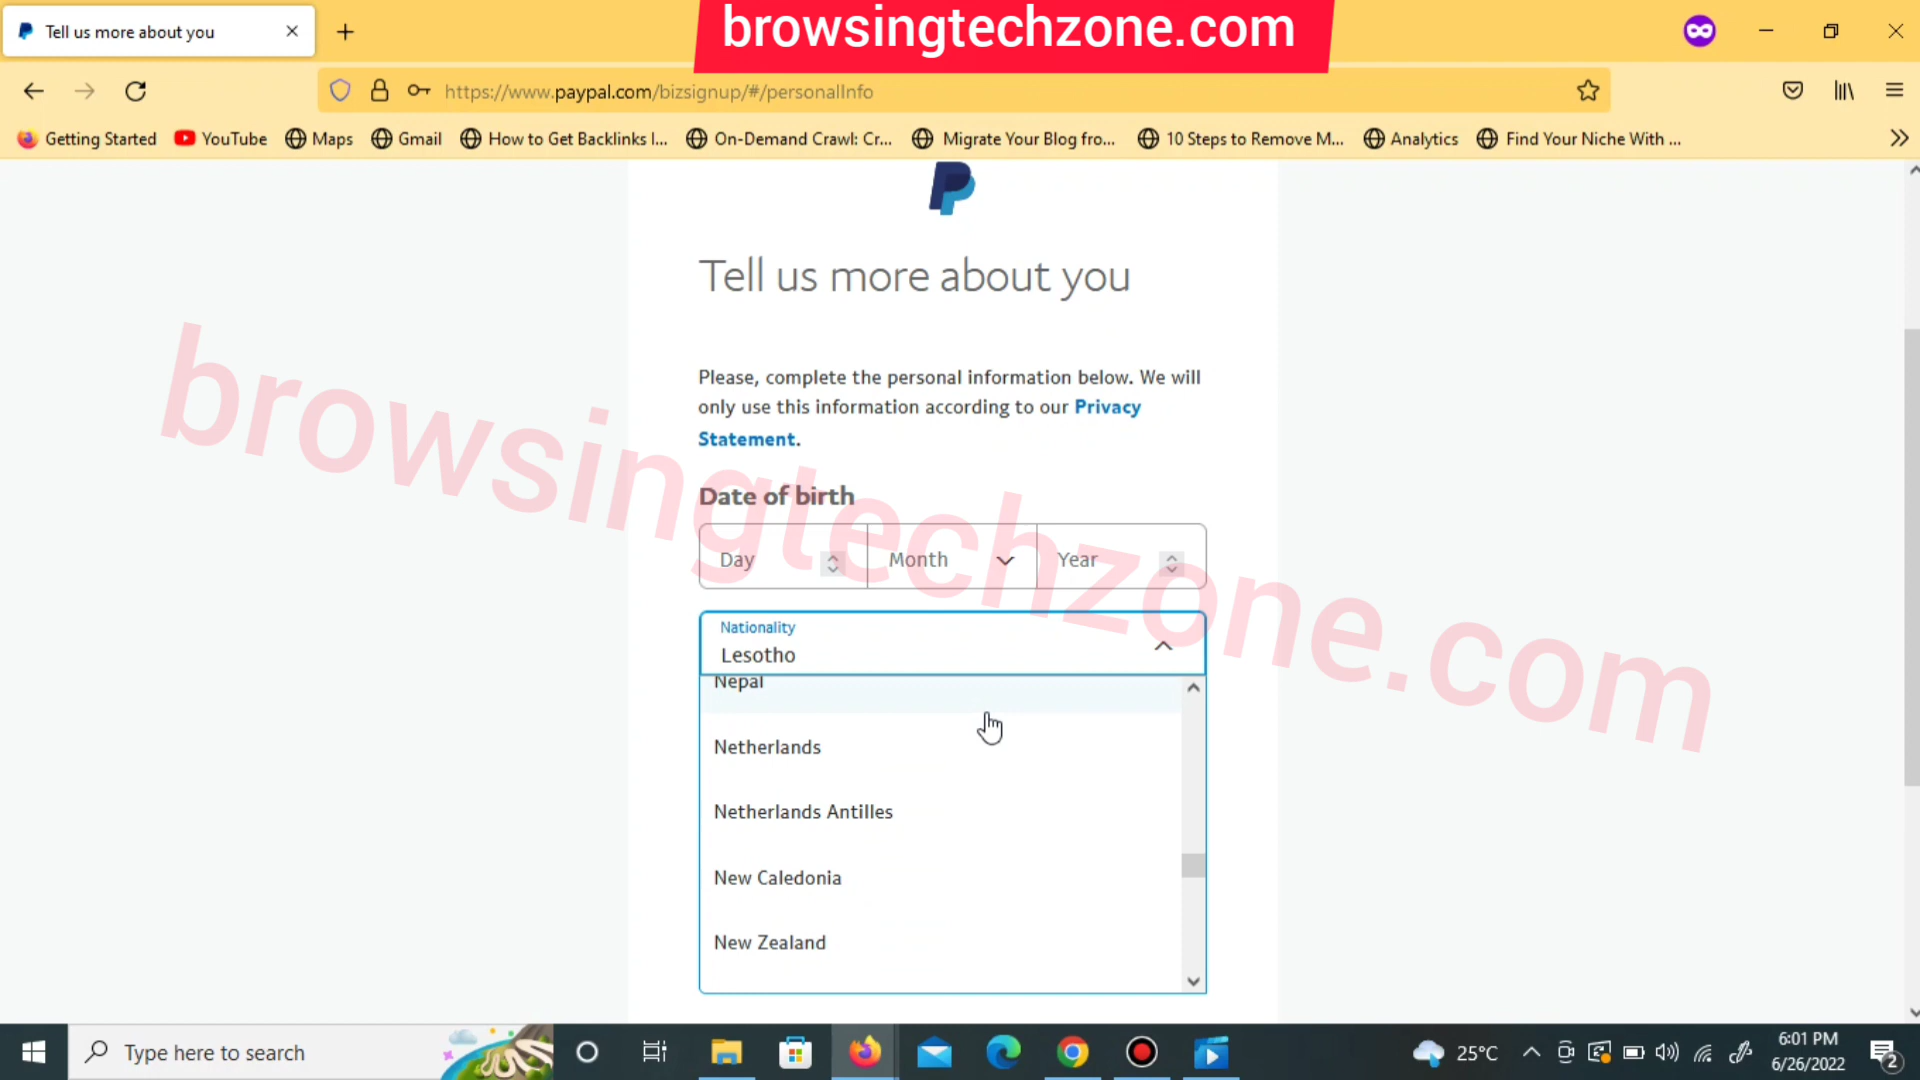 browsingtechzone.com
Tell us more about you
https://www.paypal.com/bizsignup/#/personalInfo
Getting Started YouTube Maps Gmail How to Get Backlinks I... On-Demand Crawl: Cr... Migrate Your Blog fro... 10 Steps to Remove M... Analytics Find Your Niche With ...
Tell us more about you
Please, complete the personal information below. We will
only use this information according to our Privacy
Statement.
browsingtechzone.com
Date of birth
Day Month Year
Nationality
Lesotho
Nepal
Netherlands
Netherlands Antilles
New Caledonia
New Zealand
Type here to search
25°C
6:01 PM
6/26/2022
2